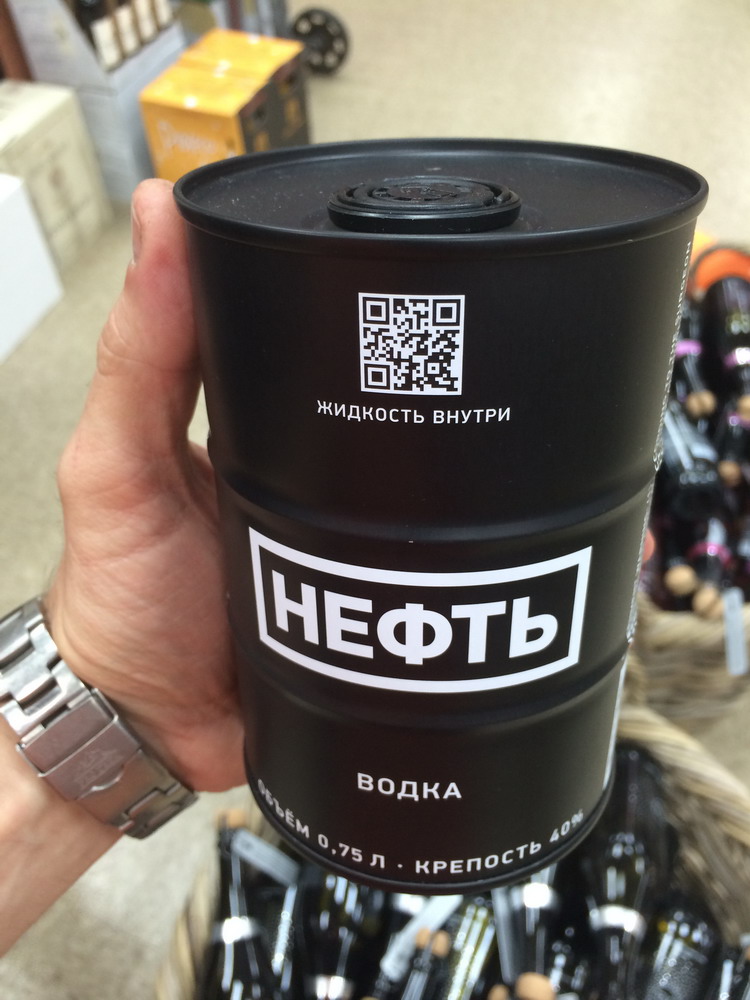 ЖИДКОСТЬ ВНУТРИ
НЕФТЬ
ВОДКА
ОБЪЁМ 0,75 Л · КРЕПОСТЬ 40%